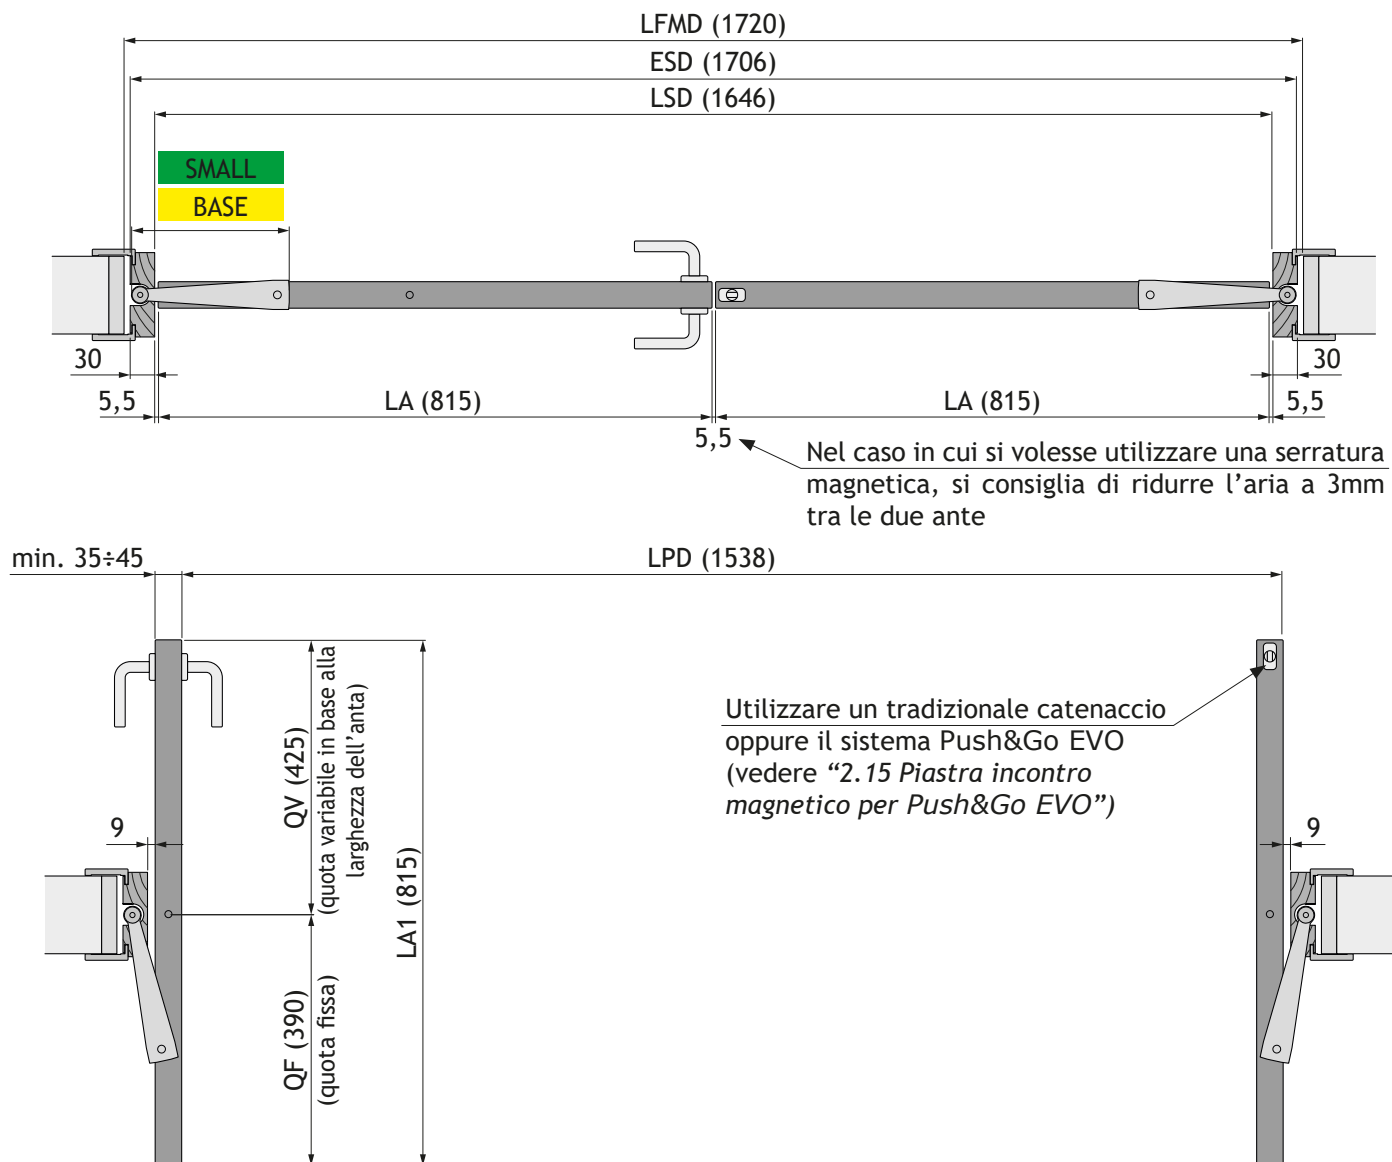 LFMD (1720)
ESD (1706)
LSD (1646)
SMALL
BASE
30
30
5,5
LA (815)
LA (815)
5,5
5,5
Nel caso in cui si volesse utilizzare una serratura
magnetica, si consiglia di ridurre l’aria a 3mm
tra le due ante
min. 35÷45
LPD (1538)
QV (425)
(quota variabile in base alla
larghezza dell’anta)
Utilizzare un tradizionale catenaccio
oppure il sistema Push&Go EVO
(vedere “2.15 Piastra incontro
magnetico per Push&Go EVO”)
9
9
LA1 (815)
QF (390)
(quota fissa)